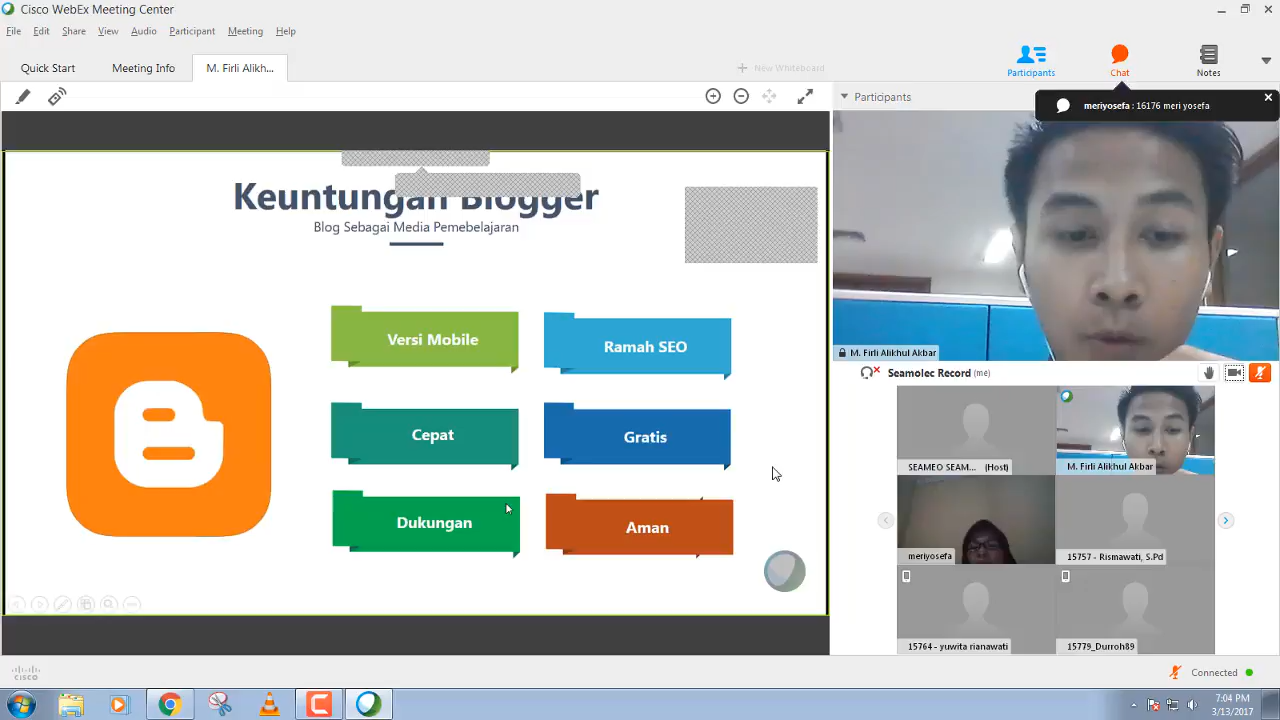 Cisco WebEx Meeting Center
File Edit Share View Audio Participant Meeting Help
Quick Start Meeting Info M. Firli Alikh...
New Whiteboard
Participants Chat Notes
Participants
meriyosefa : 16176 meri yosefa
Keuntungan Blogger
Blog Sebagai Media Pemebelajaran
Versi Mobile
Ramah SEO
Cepat
Gratis
Dukungan
Aman
M. Firli Alikhul Akbar
Seamolec Record (me)
SEAMEO SEAM... (Host)
M. Firli Alikhul Akbar
meriyosefa
15757 - Rismawati, S.Pd
15764 - yuwita rianawati
15779_Durroh89
cisco
Connected
7:04 PM
3/13/2017